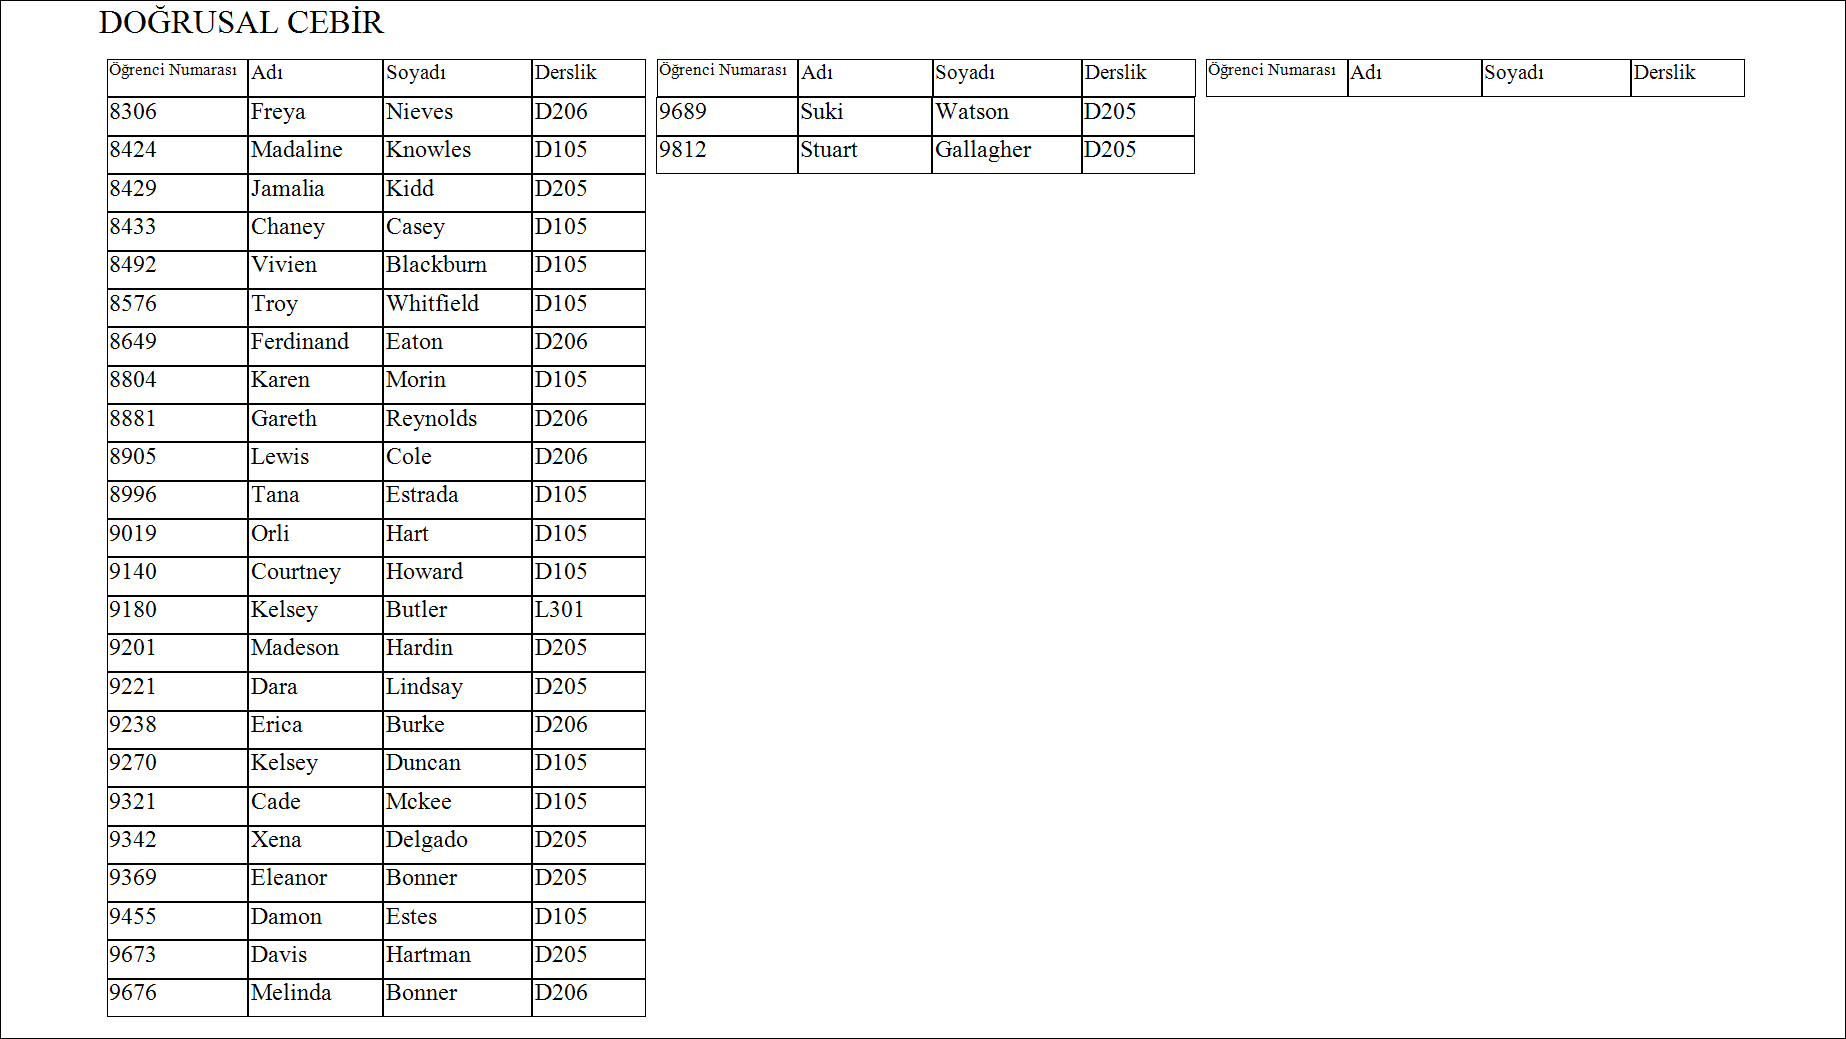 DOĞRUSAL CEBİR
Öğrenci Numarası Adı Soyadı Derslik
8306 Freya Nieves D206
8424 Madaline Knowles D105
8429 Jamalia Kidd D205
8433 Chaney Casey D105
8492 Vivien Blackburn D105
8576 Troy Whitfield D105
8649 Ferdinand Eaton D206
8804 Karen Morin D105
8881 Gareth Reynolds D206
8905 Lewis Cole D206
8996 Tana Estrada D105
9019 Orli Hart D105
9140 Courtney Howard D105
9180 Kelsey Butler L301
9201 Madeson Hardin D205
9221 Dara Lindsay D205
9238 Erica Burke D206
9270 Kelsey Duncan D105
9321 Cade Mckee D105
9342 Xena Delgado D205
9369 Eleanor Bonner D205
9455 Damon Estes D105
9673 Davis Hartman D205
9676 Melinda Bonner D206
Öğrenci Numarası Adı Soyadı Derslik
9689 Suki Watson D205
9812 Stuart Gallagher D205
Öğrenci Numarası Adı Soyadı Derslik